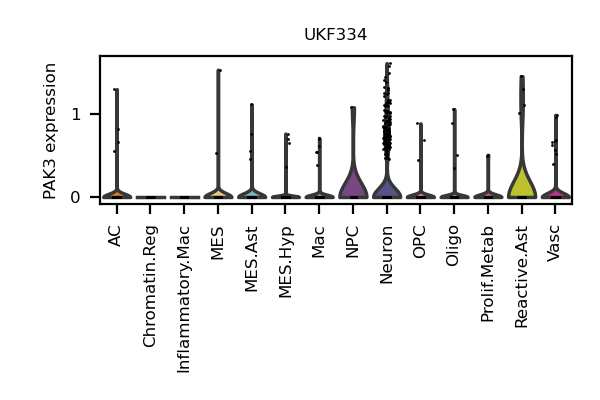 UKF334
PAK3 expression
1
0
AC
Chromatin.Reg
Inflammatory.Mac
MES
MES.Ast
MES.Hyp
Mac
NPC
Neuron
OPC
Oligo
Prolif.Metab
Reactive.Ast
Vasc